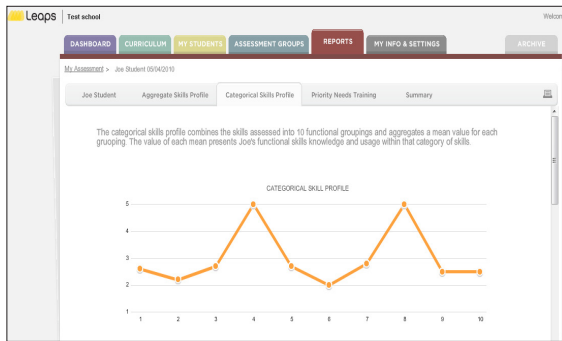 Leaps Test school Welcom
DASHBOARD CURRICULUM MY STUDENTS ASSESSMENT GROUPS REPORTS MY INFO & SETTINGS ARCHIVE
My Assessment > Joe Student 05/04/2010
Joe Student Aggregate Skills Profile Categorical Skills Profile Priority Needs Training Summary
The categorical skills profile combines the skills assessed into 10 functional groupings and aggregates a mean value for each
gruoping. The value of each mean presents Joe's functional skills knowledge and usage within that category of skills.
CATEGORICAL SKILL PROFILE
5
4
3
2
1
1 2 3 4 5 6 7 8 9 10